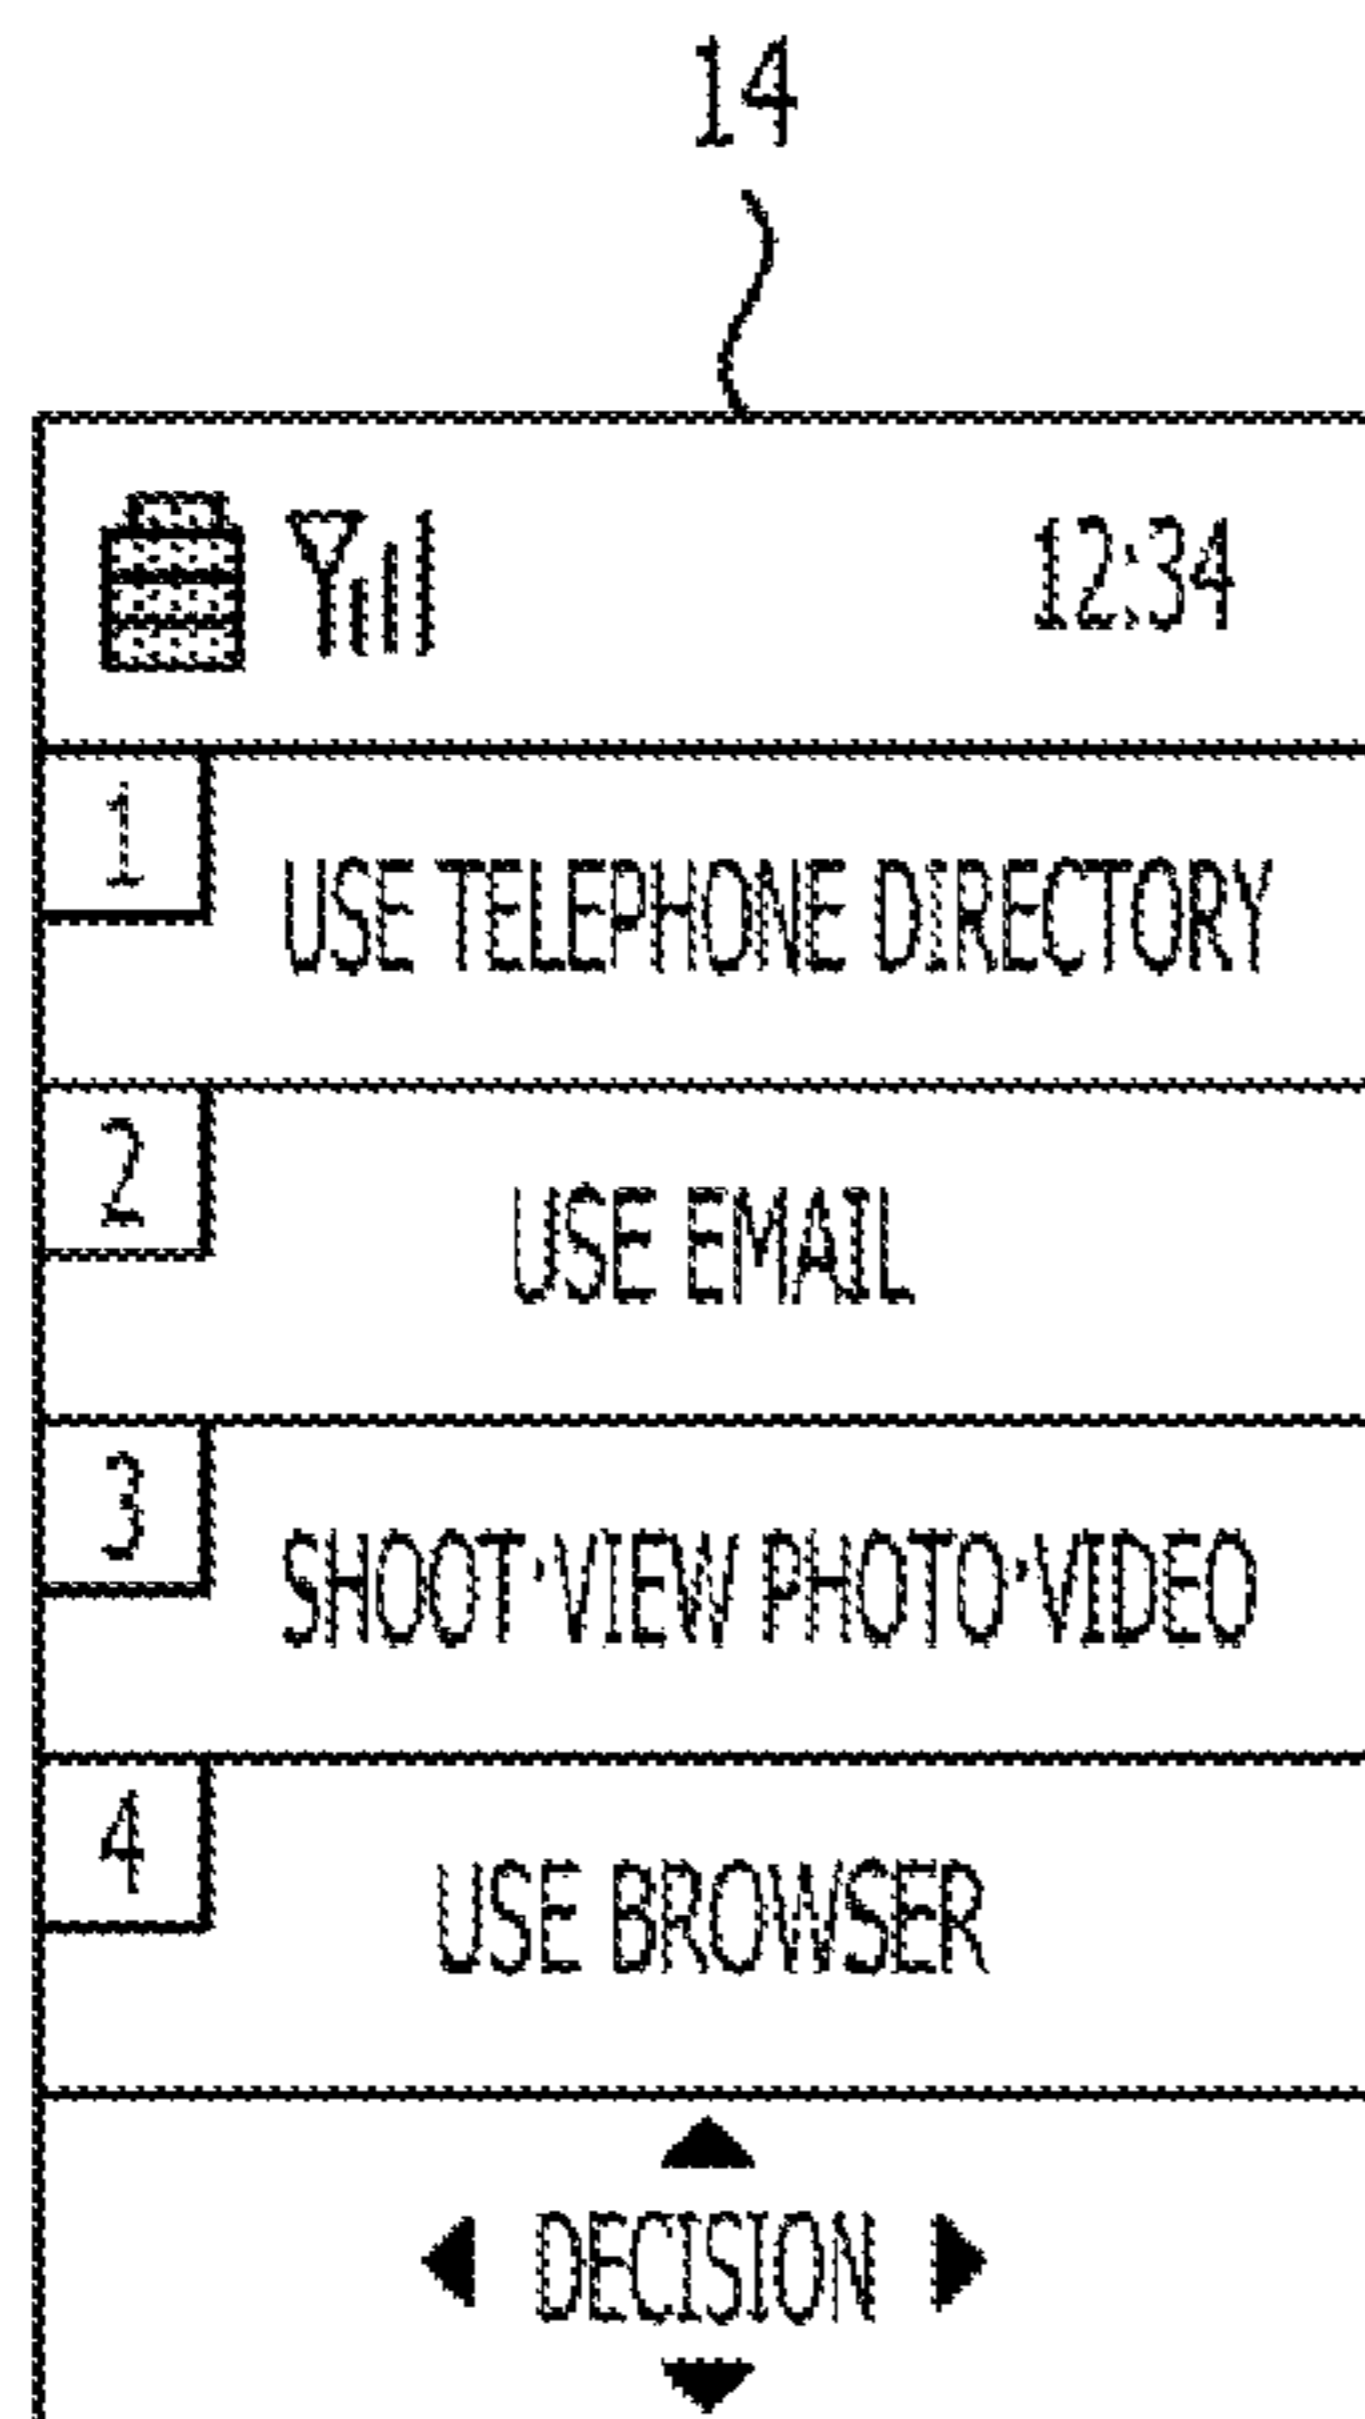 14
12:34
1
USE TELEPHONE DIRECTORY
2
USE EMAIL
3
SHOOT·VIEW PHOTO·VIDEO
4
USE BROWSER
DECISION